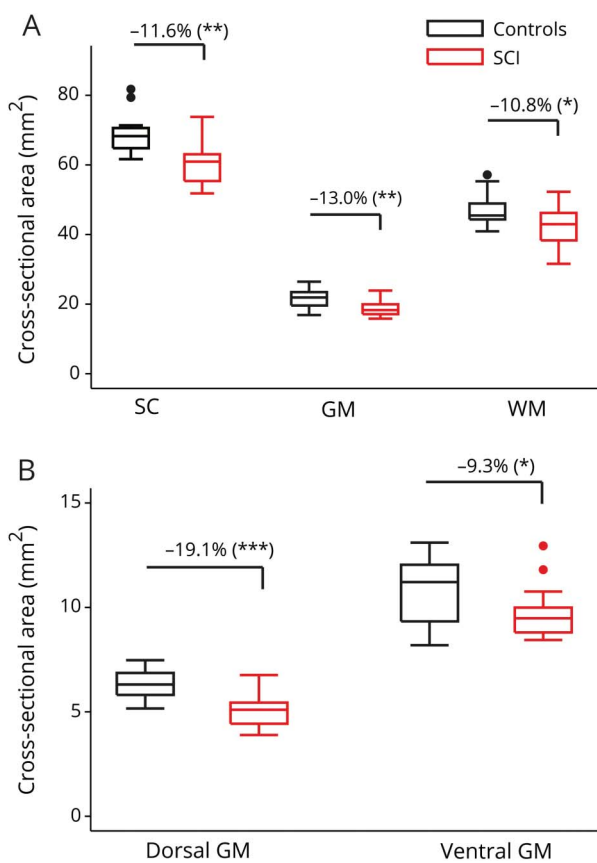 A
Controls
SCI
–11.6% (**)
–10.8% (*)
–13.0% (**)
Cross-sectional area (mm²)
80
60
40
20
0
SC
GM
WM
B
–9.3% (*)
–19.1% (***)
Cross-sectional area (mm²)
15
10
5
0
Dorsal GM
Ventral GM